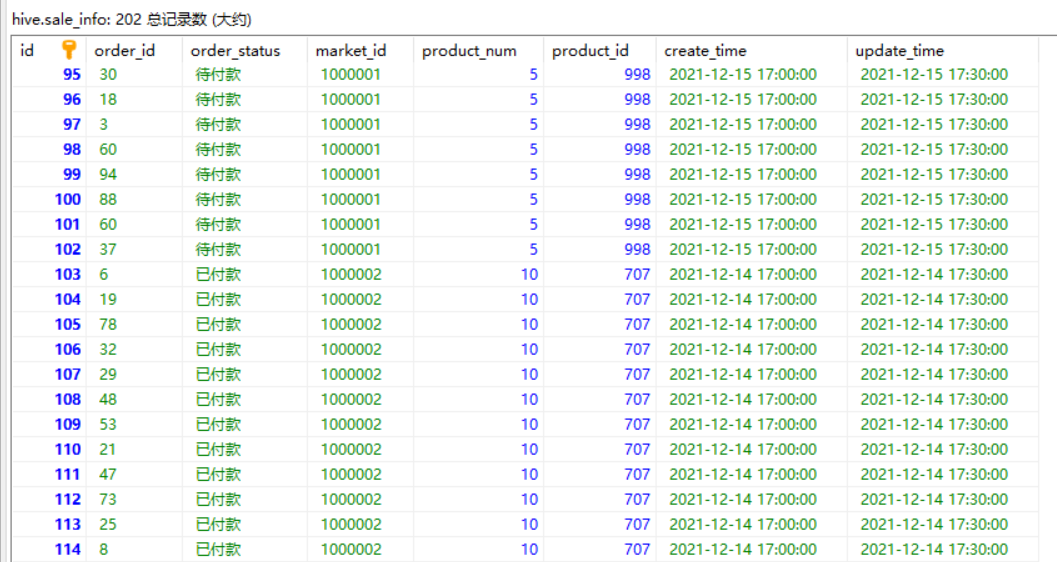 hive.sale_info: 202 总记录数 (大约)
id order_id order_status market_id product_num product_id create_time update_time
95 30 待付款 1000001 5 998 2021-12-15 17:00:00 2021-12-15 17:30:00
96 18 待付款 1000001 5 998 2021-12-15 17:00:00 2021-12-15 17:30:00
97 3 待付款 1000001 5 998 2021-12-15 17:00:00 2021-12-15 17:30:00
98 60 待付款 1000001 5 998 2021-12-15 17:00:00 2021-12-15 17:30:00
99 94 待付款 1000001 5 998 2021-12-15 17:00:00 2021-12-15 17:30:00
100 88 待付款 1000001 5 998 2021-12-15 17:00:00 2021-12-15 17:30:00
101 60 待付款 1000001 5 998 2021-12-15 17:00:00 2021-12-15 17:30:00
102 37 待付款 1000001 5 998 2021-12-15 17:00:00 2021-12-15 17:30:00
103 6 已付款 1000002 10 707 2021-12-14 17:00:00 2021-12-14 17:30:00
104 19 已付款 1000002 10 707 2021-12-14 17:00:00 2021-12-14 17:30:00
105 78 已付款 1000002 10 707 2021-12-14 17:00:00 2021-12-14 17:30:00
106 32 已付款 1000002 10 707 2021-12-14 17:00:00 2021-12-14 17:30:00
107 29 已付款 1000002 10 707 2021-12-14 17:00:00 2021-12-14 17:30:00
108 48 已付款 1000002 10 707 2021-12-14 17:00:00 2021-12-14 17:30:00
109 53 已付款 1000002 10 707 2021-12-14 17:00:00 2021-12-14 17:30:00
110 21 已付款 1000002 10 707 2021-12-14 17:00:00 2021-12-14 17:30:00
111 47 已付款 1000002 10 707 2021-12-14 17:00:00 2021-12-14 17:30:00
112 73 已付款 1000002 10 707 2021-12-14 17:00:00 2021-12-14 17:30:00
113 25 已付款 1000002 10 707 2021-12-14 17:00:00 2021-12-14 17:30:00
114 8 已付款 1000002 10 707 2021-12-14 17:00:00 2021-12-14 17:30:00